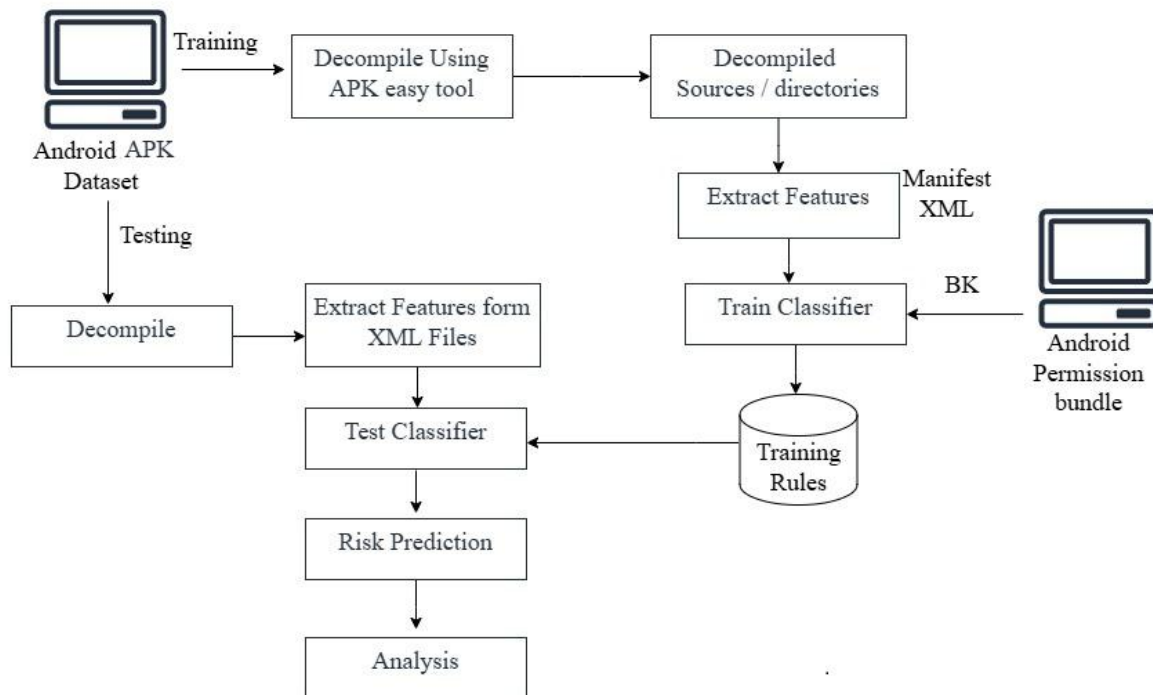 Training
Decompile Using
APK easy tool
Decompiled
Sources / directories
Android APK
Dataset
Extract Features
Manifest
XML
Testing
BK
Train Classifier
Android
Permission
bundle
Decompile
Extract Features form
XML Files
Test Classifier
Training
Rules
Risk Prediction
Analysis